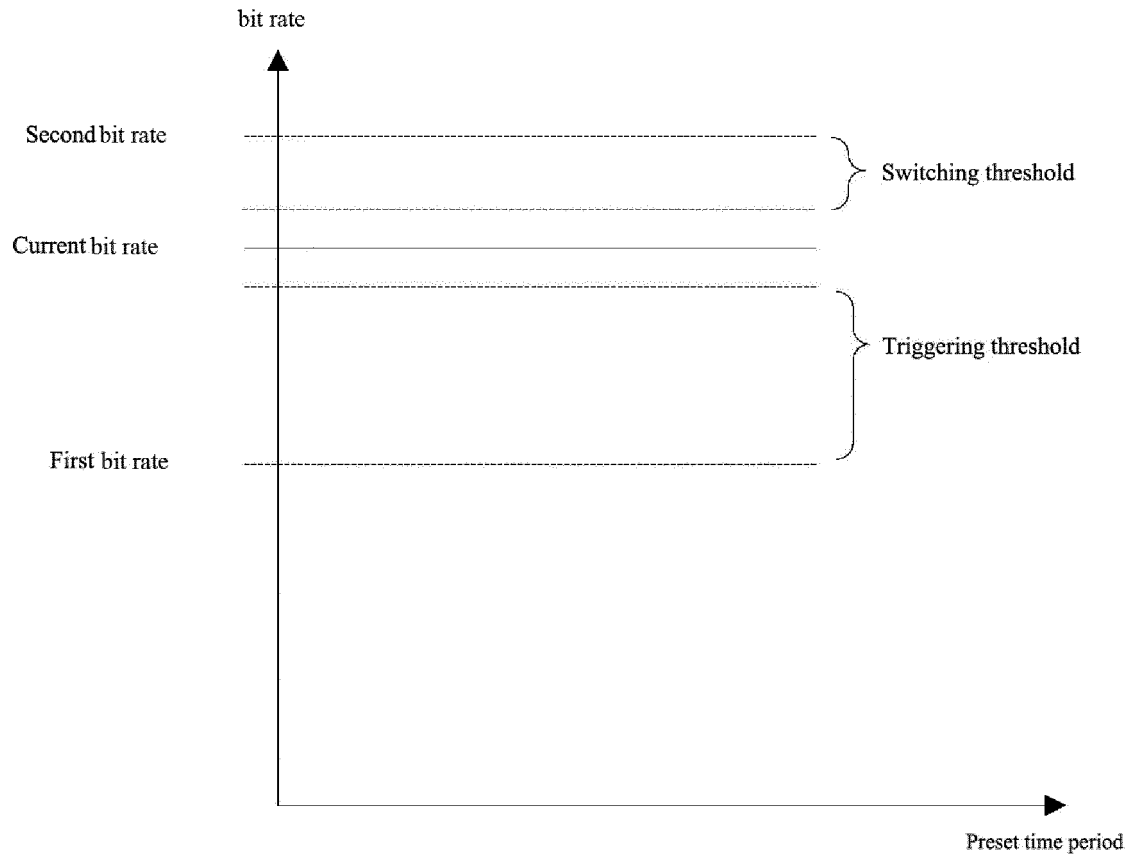 bit rate
Second bit rate
Switching threshold
Current bit rate
Triggering threshold
First bit rate
Preset time period